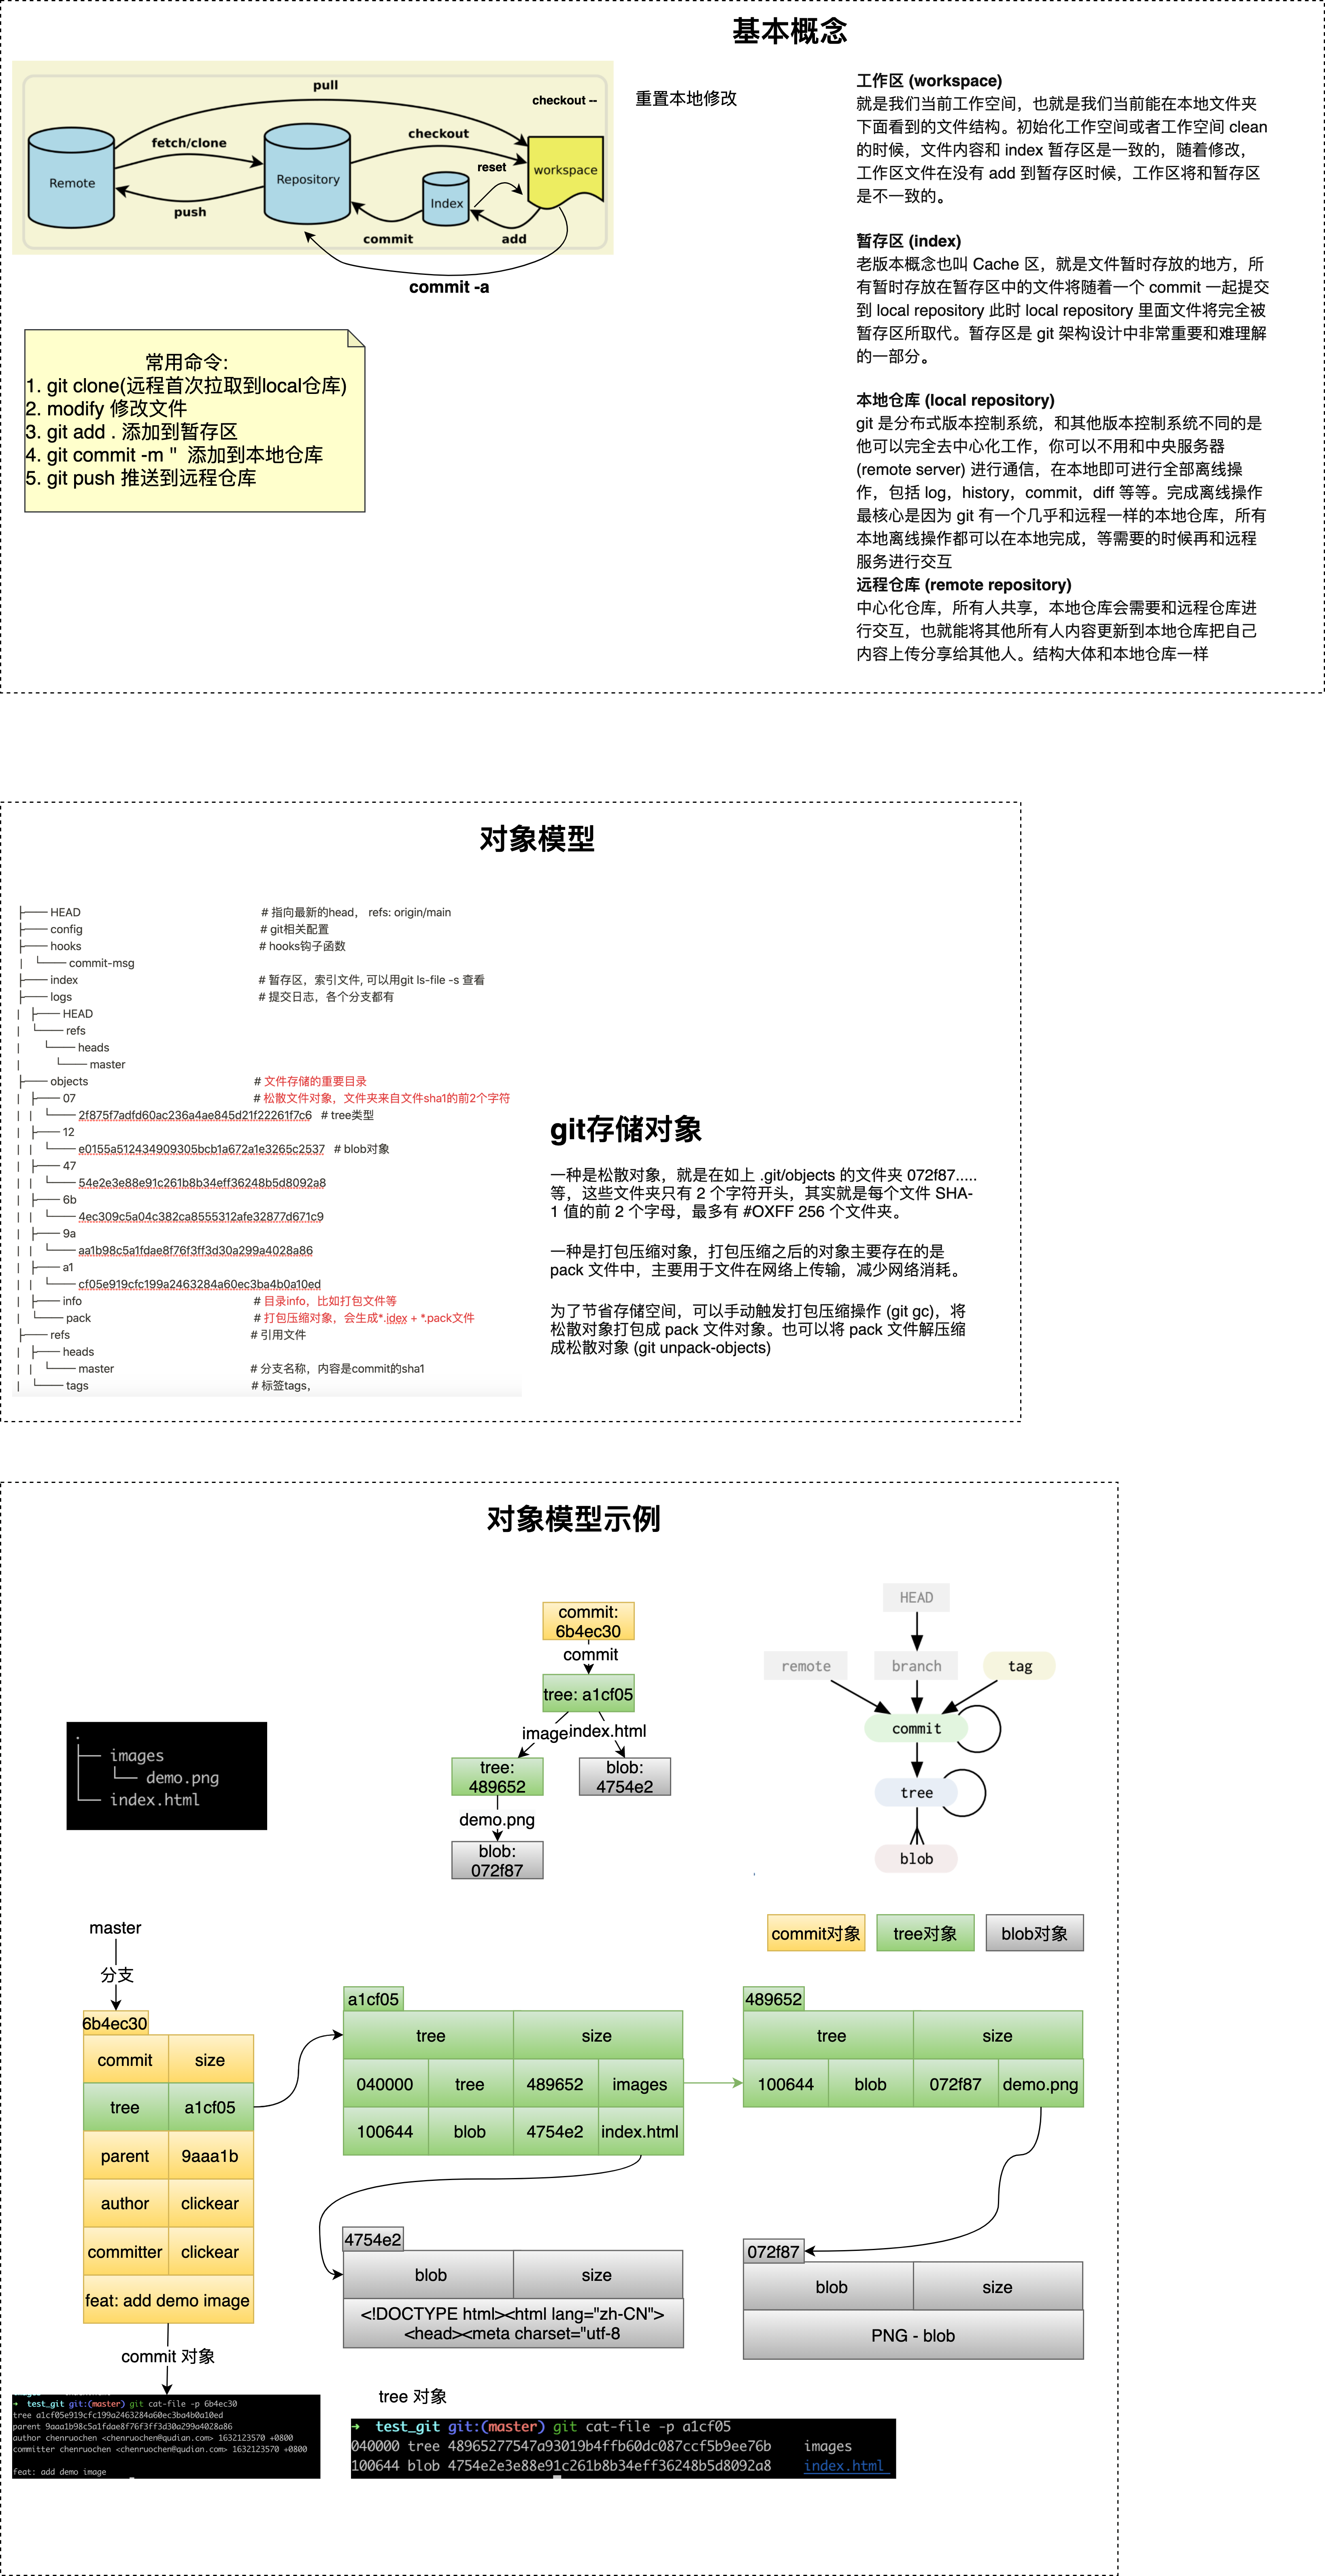 基本概念
pull
checkout --
重置本地修改
fetch/clone
checkout
Remote
Repository
reset
workspace
Index
push
commit
add
commit -a
常用命令:
1. git clone(远程首次拉取到local仓库)
2. modify 修改文件
3. git add . 添加到暂存区
4. git commit -m '' 添加到本地仓库
5. git push 推送到远程仓库
工作区 (workspace)
就是我们当前工作空间，也就是我们当前能在本地文件夹
下面看到的文件结构。初始化工作空间或者工作空间 clean
的时候，文件内容和 index 暂存区是一致的，随着修改，
工作区文件在没有 add 到暂存区时候，工作区将和暂存区
是不一致的。
暂存区 (index)
老版本概念也叫 Cache 区，就是文件暂时存放的地方，所
有暂时存放在暂存区中的文件将随着一个 commit 一起提交
到 local repository 此时 local repository 里面文件将完全被
暂存区所取代。暂存区是 git 架构设计中非常重要和难理解
的一部分。
本地仓库 (local repository)
git 是分布式版本控制系统，和其他版本控制系统不同的是
他可以完全去中心化工作，你可以不用和中央服务器
(remote server) 进行通信，在本地即可进行全部离线操
作，包括 log，history，commit，diff 等等。完成离线操作
最核心是因为 git 有一个几乎和远程一样的本地仓库，所有
本地离线操作都可以在本地完成，等需要的时候再和远程
服务进行交互
远程仓库 (remote repository)
中心化仓库，所有人共享，本地仓库会需要和远程仓库进
行交互，也就能将其他所有人内容更新到本地仓库把自己
内容上传分享给其他人。结构大体和本地仓库一样
对象模型
├── HEAD # 指向最新的head， refs: origin/main
├── config # git相关配置
├── hooks # hooks钩子函数
│ └── commit-msg
├── index # 暂存区，索引文件, 可以用git ls-file -s 查看
├── logs # 提交日志，各个分支都有
│ ├── HEAD
│ └── refs
│ └── heads
│ └── master
├── objects # 文件存储的重要目录
│ ├── 07 # 松散文件对象，文件夹来自文件sha1的前2个字符
│ │ └── 2f875f7adfd60ac236a4ae845d21f22261f7c6 # tree类型
│ ├── 12
│ │ └── e0155a512434909305bcb1a672a1e3265c2537 # blob对象
│ ├── 47
│ │ └── 54e2e3e88e91c261b8b34eff36248b5d8092a8
│ ├── 6b
│ │ └── 4ec309c5a04c382ca8555312afe32877d671c9
│ ├── 9a
│ │ └── aa1b98c5a1fdae8f76f3ff3d30a299a4028a86
│ ├── a1
│ │ └── cf05e919cfc199a2463284a60ec3ba4b0a10ed
│ ├── info # 目录info，比如打包文件等
│ └── pack # 打包压缩对象，会生成*.idex + *.pack文件
├── refs # 引用文件
│ ├── heads
│ │ └── master # 分支名称，内容是commit的sha1
│ └── tags # 标签tags，
git存储对象
一种是松散对象，就是在如上 .git/objects 的文件夹 072f87.....
等，这些文件夹只有 2 个字符开头，其实就是每个文件 SHA-
1 值的前 2 个字母，最多有 #OXFF 256 个文件夹。
一种是打包压缩对象，打包压缩之后的对象主要存在的是
pack 文件中，主要用于文件在网络上传输，减少网络消耗。
为了节省存储空间，可以手动触发打包压缩操作 (git gc)，将
松散对象打包成 pack 文件对象。也可以将 pack 文件解压缩
成松散对象 (git unpack-objects)
对象模型示例
.
├── images
│ └── demo.png
└── index.html
commit:
6b4ec30
commit
tree: a1cf05
image
index.html
tree:
489652
blob:
4754e2
demo.png
blob:
072f87
HEAD
remote
branch
tag
commit
tree
blob
commit对象
tree对象
blob对象
master
分支
6b4ec30
commit size
tree a1cf05
parent 9aaa1b
author clickear
committer clickear
feat: add demo image
commit 对象
a1cf05
tree size
040000 tree 489652 images
100644 blob 4754e2 index.html
489652
tree size
100644 blob 072f87 demo.png
4754e2
blob size
<!DOCTYPE html><html lang="zh-CN">
<head><meta charset="utf-8
072f87
blob size
PNG - blob
➜ test_git git:(master) git cat-file -p 6b4ec30
tree a1cf05e919cfc199a2463284a60ec3ba4b0a10ed
parent 9aaa1b98c5a1fdae8f76f3ff3d30a299a4028a86
author chenruochen <chenruochen@qudian.com> 1632123570 +0800
committer chenruochen <chenruochen@qudian.com> 1632123570 +0800
feat: add demo image
tree 对象
➜ test_git git:(master) git cat-file -p a1cf05
040000 tree 48965277547a93019b4ffb60dc087ccf5b9ee76b images
100644 blob 4754e2e3e88e91c261b8b34eff36248b5d8092a8 index.html